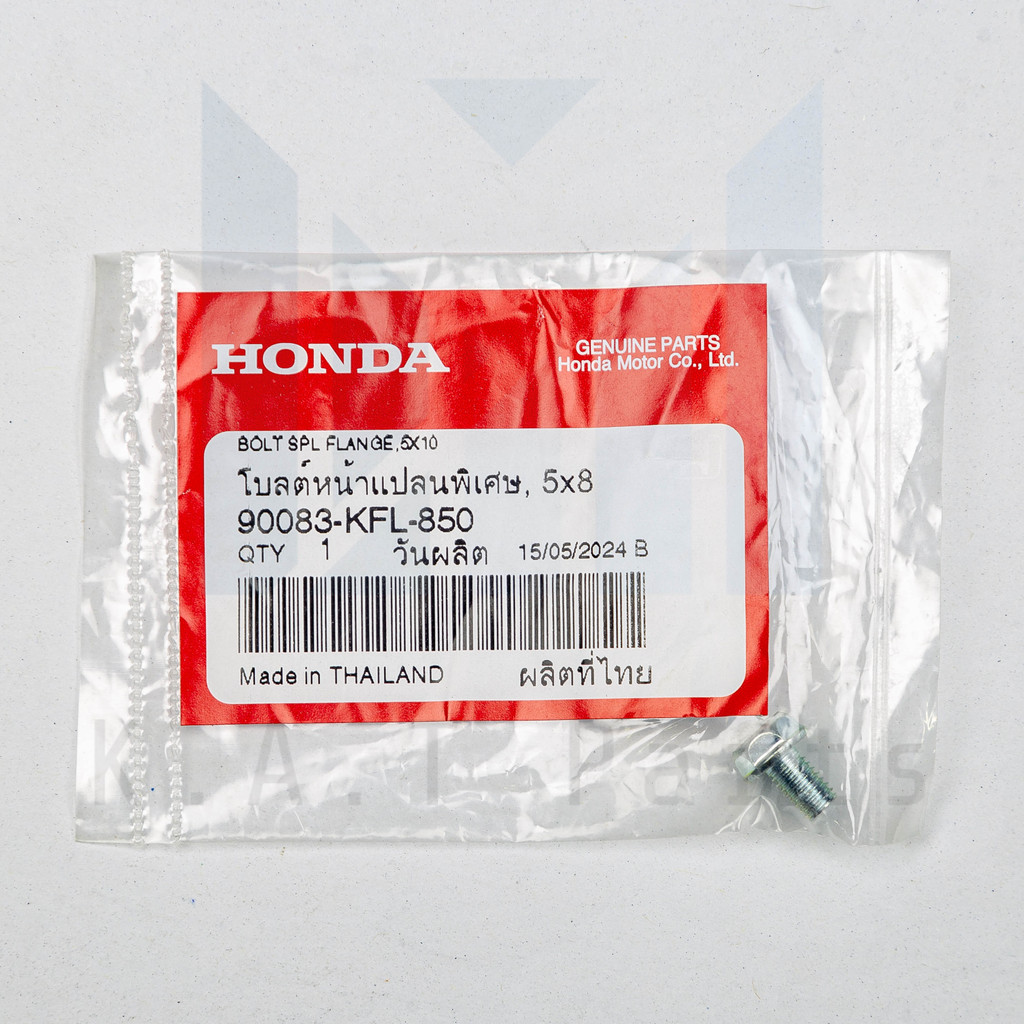 HONDA
GENUINE PARTS
Honda Motor Co., Ltd.
BOLT SPL FLANGE,5X10
โบลต์หน้าแปลนพิเศษ, 5x8
90083-KFL-850
QTY 1 วันผลิต 15/05/2024 B
Made in THAILAND ผลิตที่ไทย
K.A.T Parts